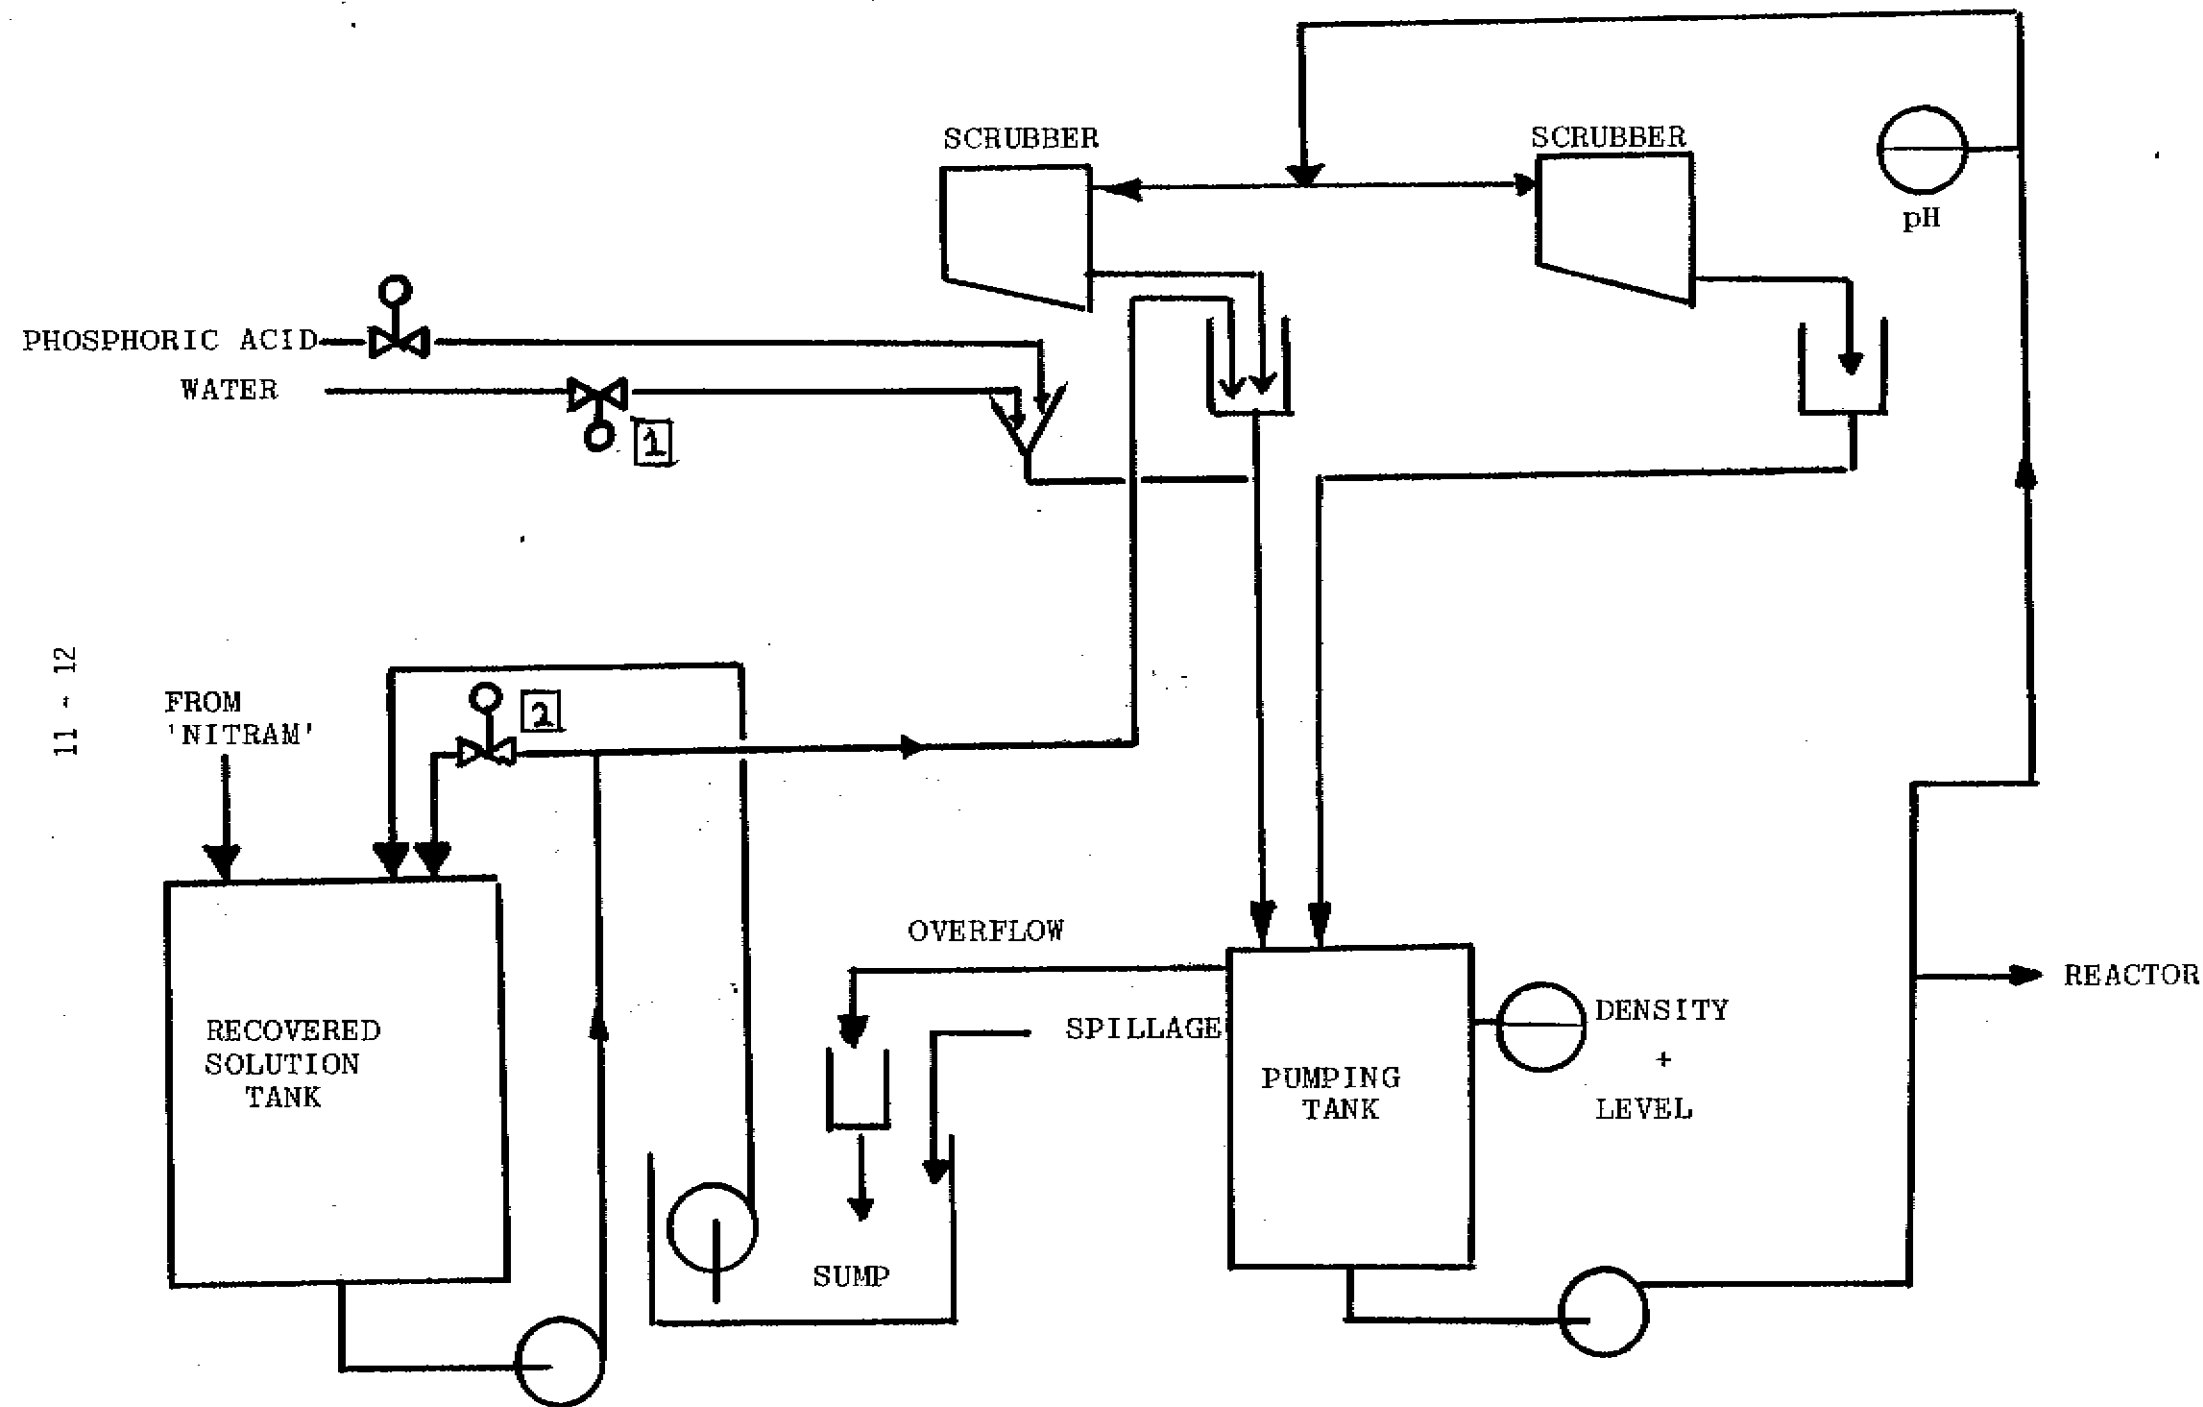 SCRUBBER
SCRUBBER
pH
PHOSPHORIC ACID
WATER
1
11 - 12
FROM
'NITRAM'
2
OVERFLOW
REACTOR
DENSITY
+
LEVEL
SPILLAGE
RECOVERED
SOLUTION
TANK
PUMPING
TANK
SUMP